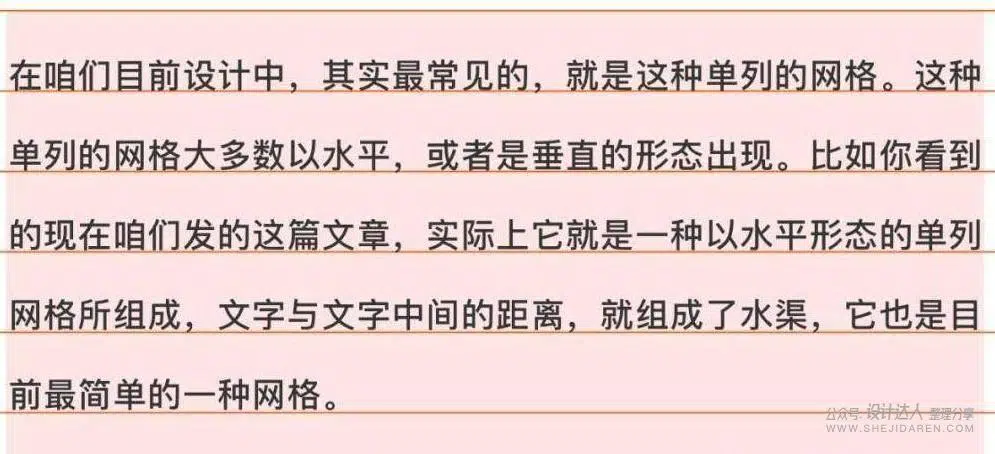 在咱们目前设计中，其实最常见的，就是这种单列的网格。这种
单列的网格大多数以水平，或者是垂直的形态出现。比如你看到
的现在咱们发的这篇文章，实际上它就是一种以水平形态的单列
网格所组成，文字与文字中间的距离，就组成了水渠，它也是目
前最简单的一种网格。
公众号: 设计达人 整理分享
WWW.SHEJIDAREN.COM